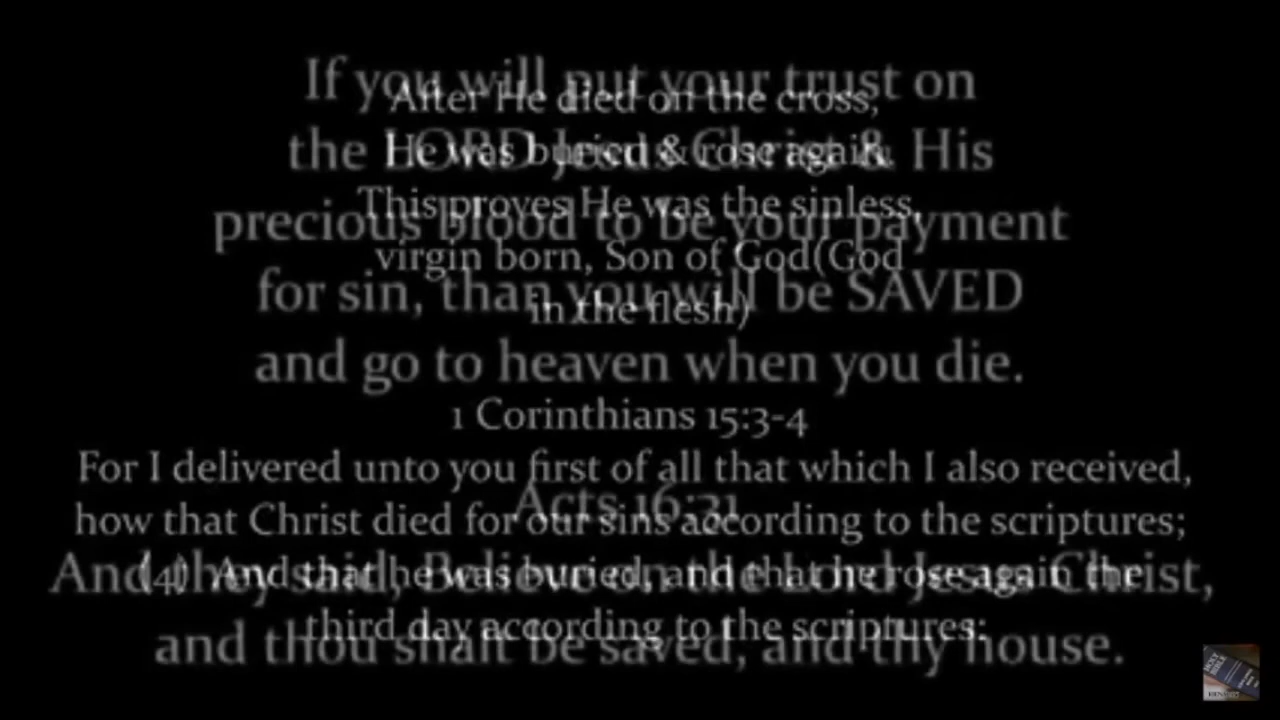 If you will put your trust on
the LORD Jesus Christ & His
precious blood to be your payment
for sin, than you will be SAVED
and go to heaven when you die.
Acts 16:31
And they said, Believe on the Lord Jesus Christ,
and thou shalt be saved, and thy house.
After He died on the cross,
He was buried & rose again.
This proves He was the sinless,
virgin born, Son of God(God
in the flesh)
1 Corinthians 15:3-4
For I delivered unto you first of all that which I also received,
how that Christ died for our sins according to the scriptures;
(4) And that he was buried, and that he rose again the
third day according to the scriptures:
HOLY BIBLE